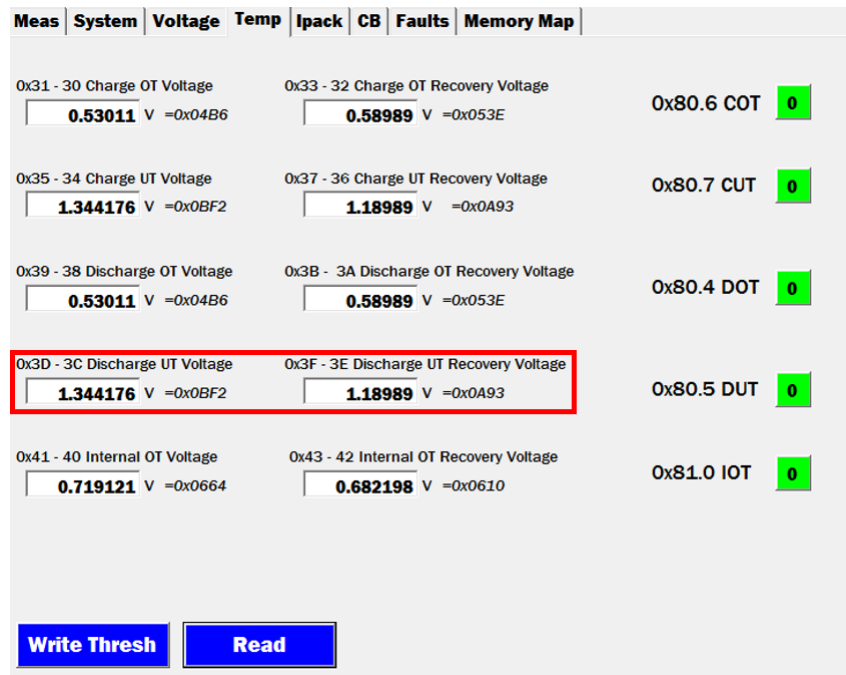 Meas System Voltage Temp Ipack CB Faults Memory Map
0x31 - 30 Charge OT Voltage 0x33 - 32 Charge OT Recovery Voltage
0.53011 V =0x04B6 0.58989 V =0x053E 0x80.6 COT 0
0x35 - 34 Charge UT Voltage 0x37 - 36 Charge UT Recovery Voltage
1.344176 V =0x0BF2 1.18989 V =0x0A93 0x80.7 CUT 0
0x39 - 38 Discharge OT Voltage 0x3B - 3A Discharge OT Recovery Voltage
0.53011 V =0x04B6 0.58989 V =0x053E 0x80.4 DOT 0
0x3D - 3C Discharge UT Voltage 0x3F - 3E Discharge UT Recovery Voltage
1.344176 V =0x0BF2 1.18989 V =0x0A93 0x80.5 DUT 0
0x41 - 40 Internal OT Voltage 0x43 - 42 Internal OT Recovery Voltage
0.719121 V =0x0664 0.682198 V =0x0610 0x81.0 IOT 0
Write Thresh Read